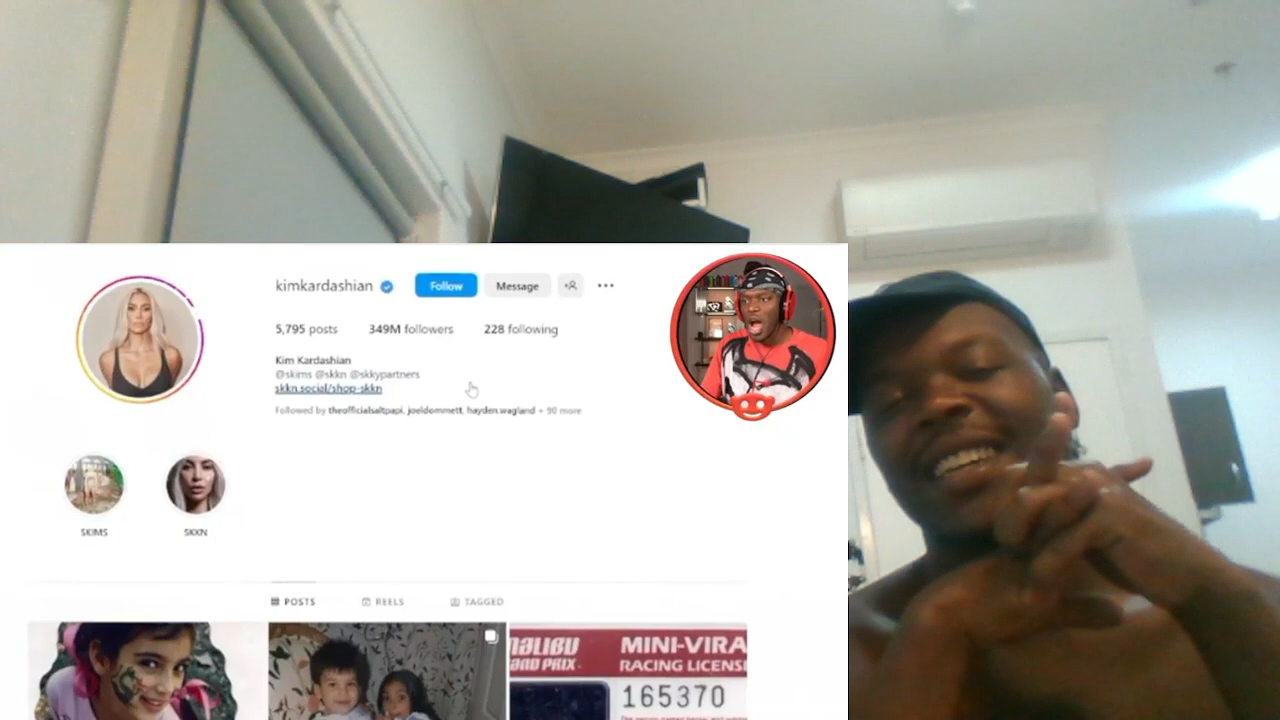 kimkardashian
Follow
Message
5,795 posts
349M followers
228 following
Kim Kardashian
@skims @skkn @skkypartners
skkn.social/shop-skkn
Followed by theofficialsaltpapi, joeldommett, hayden.wagland + 90 more
SKIMS
SKKN
POSTS
REELS
TAGGED
MALIBU
GRAND PRIX
MINI-VIRA
RACING LICENS
165370